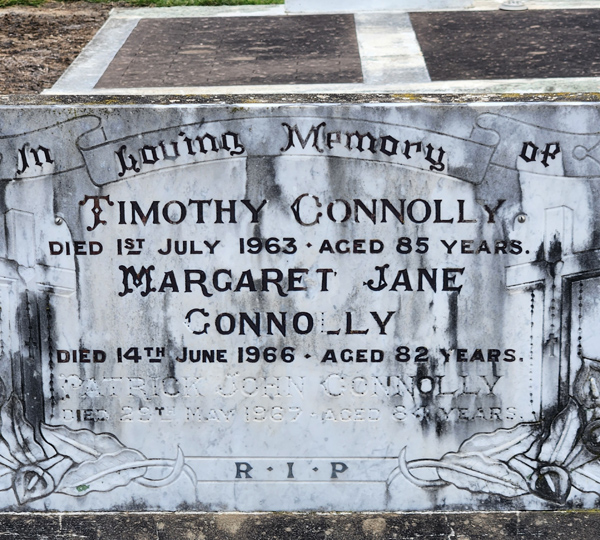 In Loving Memory of
TIMOTHY CONNOLLY
DIED 1ST JULY 1963 · AGED 85 YEARS.
MARGARET JANE
CONNOLLY
DIED 14TH JUNE 1966 · AGED 82 YEARS.
PATRICK JOHN CONNOLLY
DIED TH MAY 1967 · AGED YEARS.
R · I · P